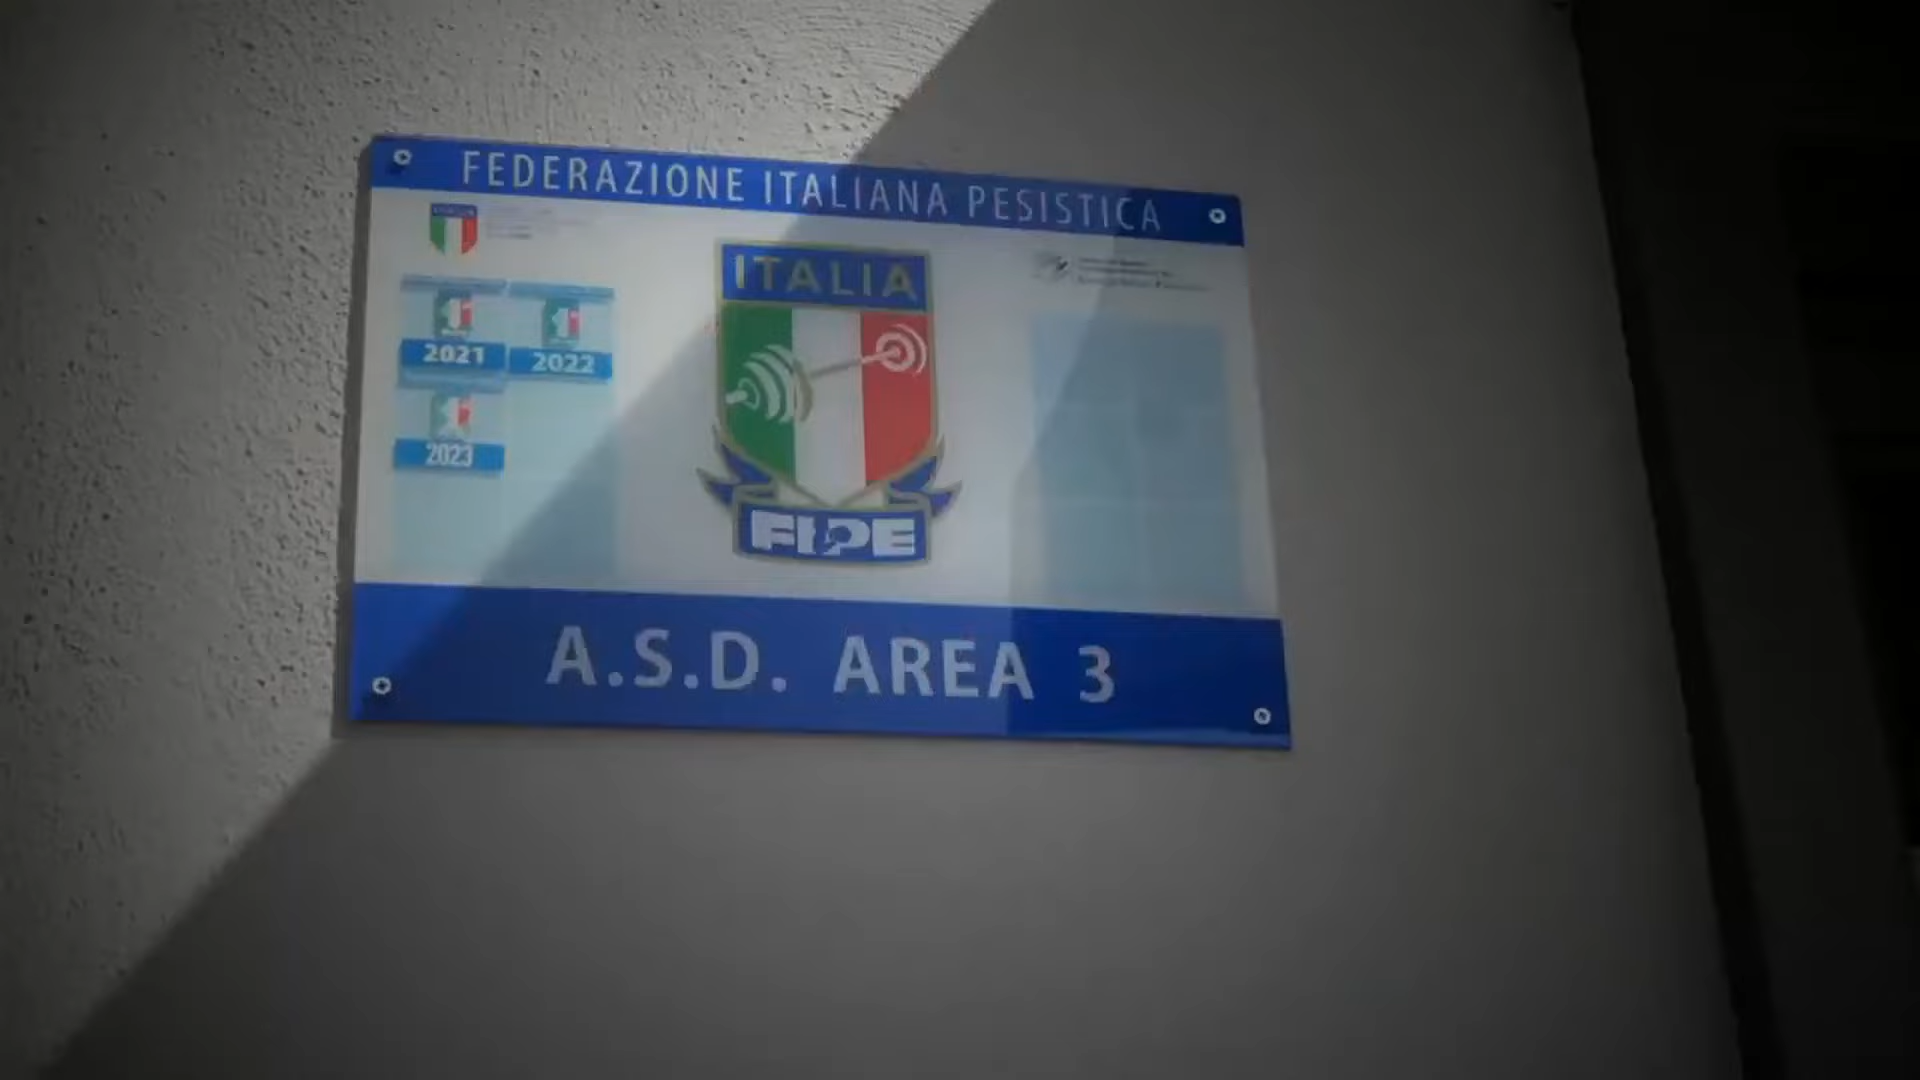 FEDERAZIONE ITALIANA PESISTICA
ITALIA
2021
2022
2023
FIPE
A.S.D. AREA 3